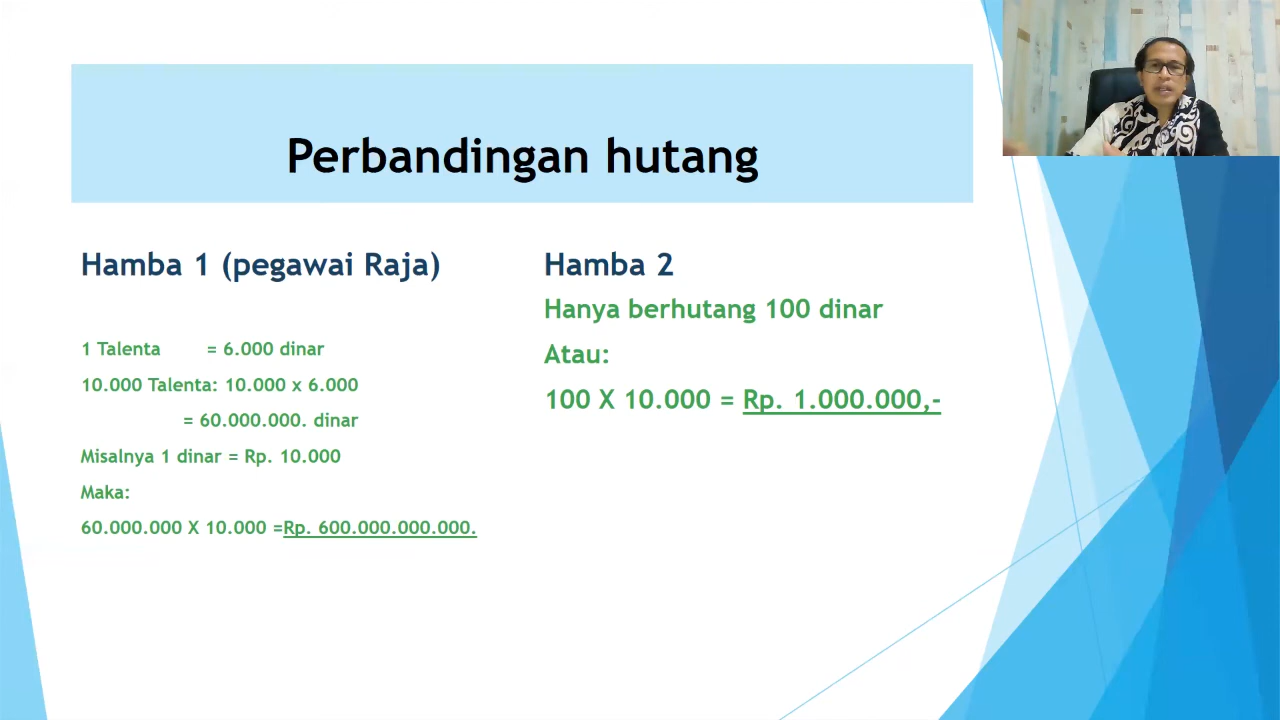 Perbandingan hutang
Hamba 1 (pegawai Raja)
1 Talenta = 6.000 dinar
10.000 Talenta: 10.000 x 6.000
= 60.000.000. dinar
Misalnya 1 dinar = Rp. 10.000
Maka:
60.000.000 X 10.000 =Rp. 600.000.000.000.
Hamba 2
Hanya berhutang 100 dinar
Atau:
100 X 10.000 = Rp. 1.000.000,-